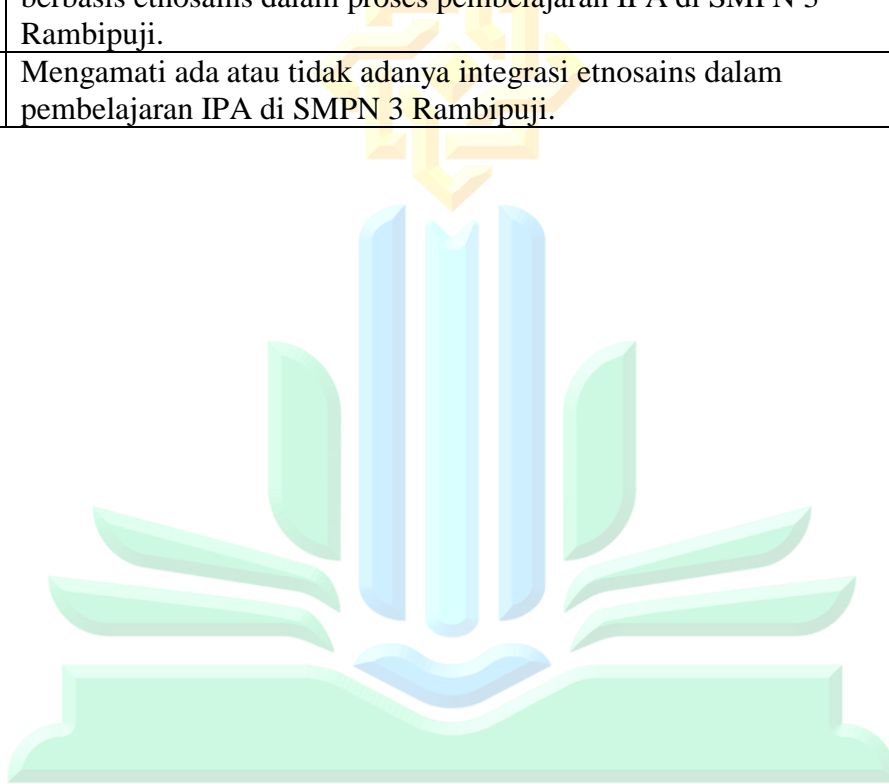 berbasis etnosains dalam proses pembelajaran IPA di SMPN 3
Rambipuji.
Mengamati ada atau tidak adanya integrasi etnosains dalam
pembelajaran IPA di SMPN 3 Rambipuji.